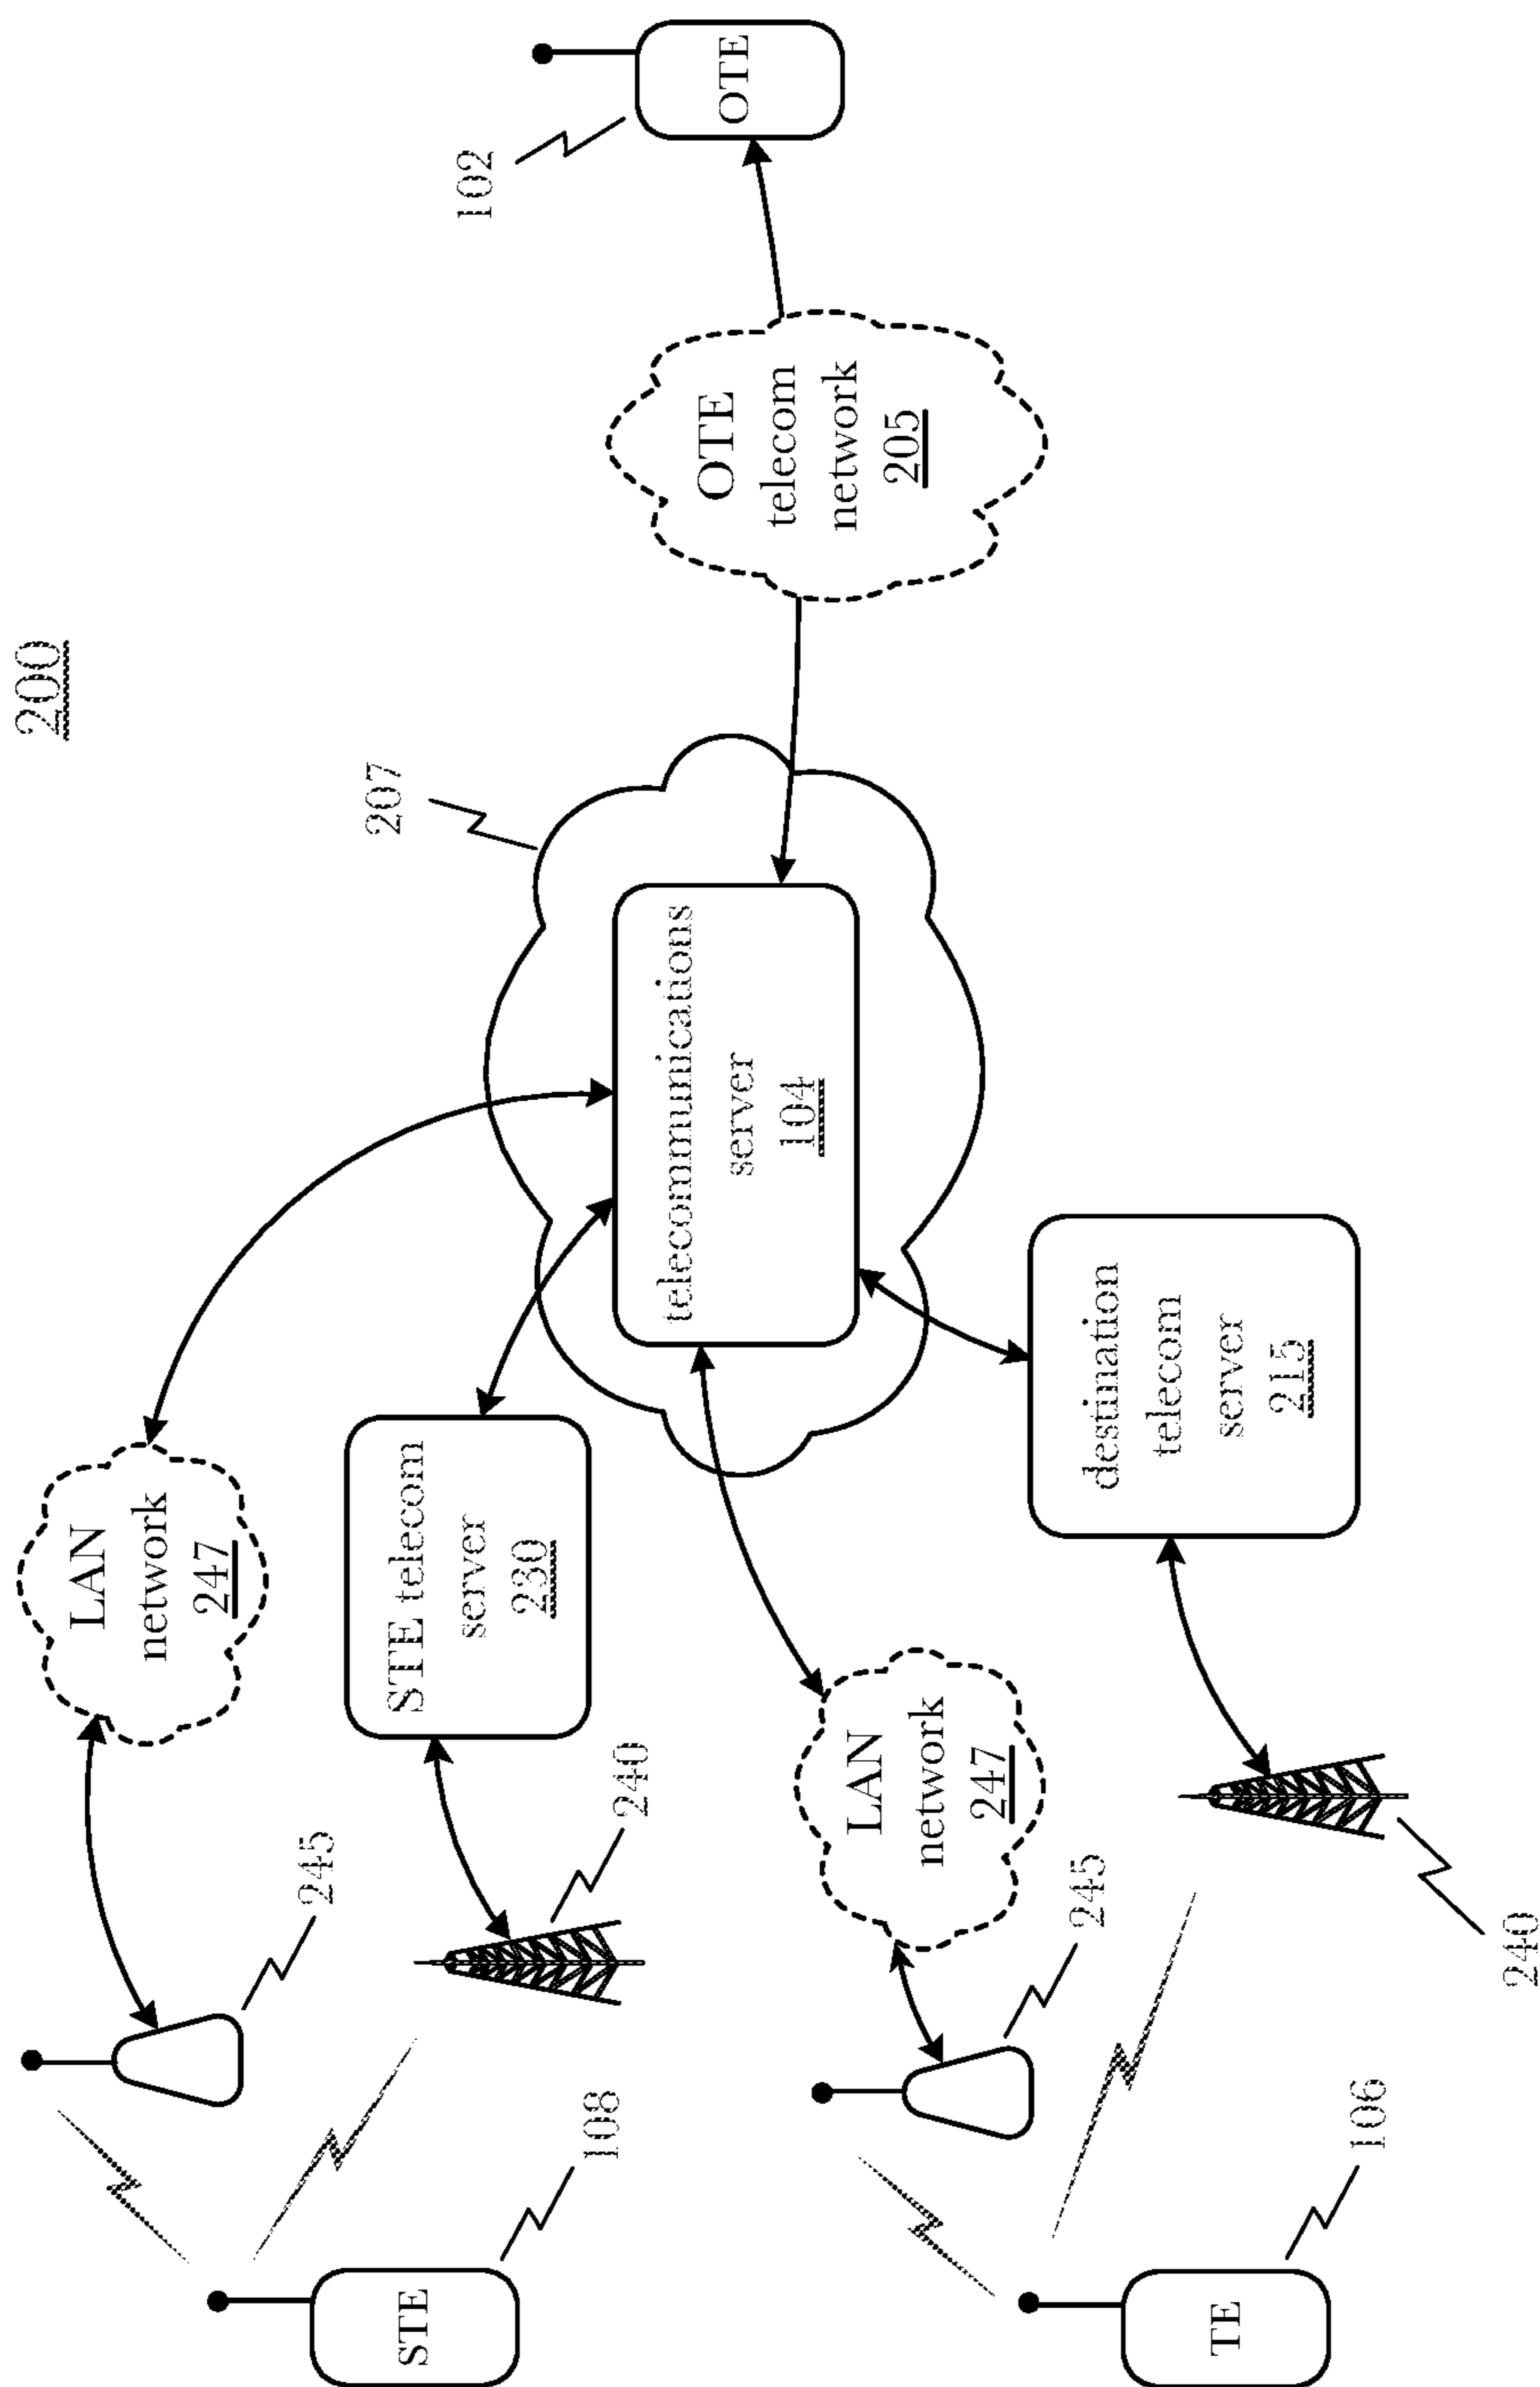 200
LAN
network
247
245
STE telecom
server
230
240
STE
108
207
telecommunications
server
104
OTE
telecom
network
205
102
OTE
LAN
network
247
245
destination
telecom
server
215
240
TE
106